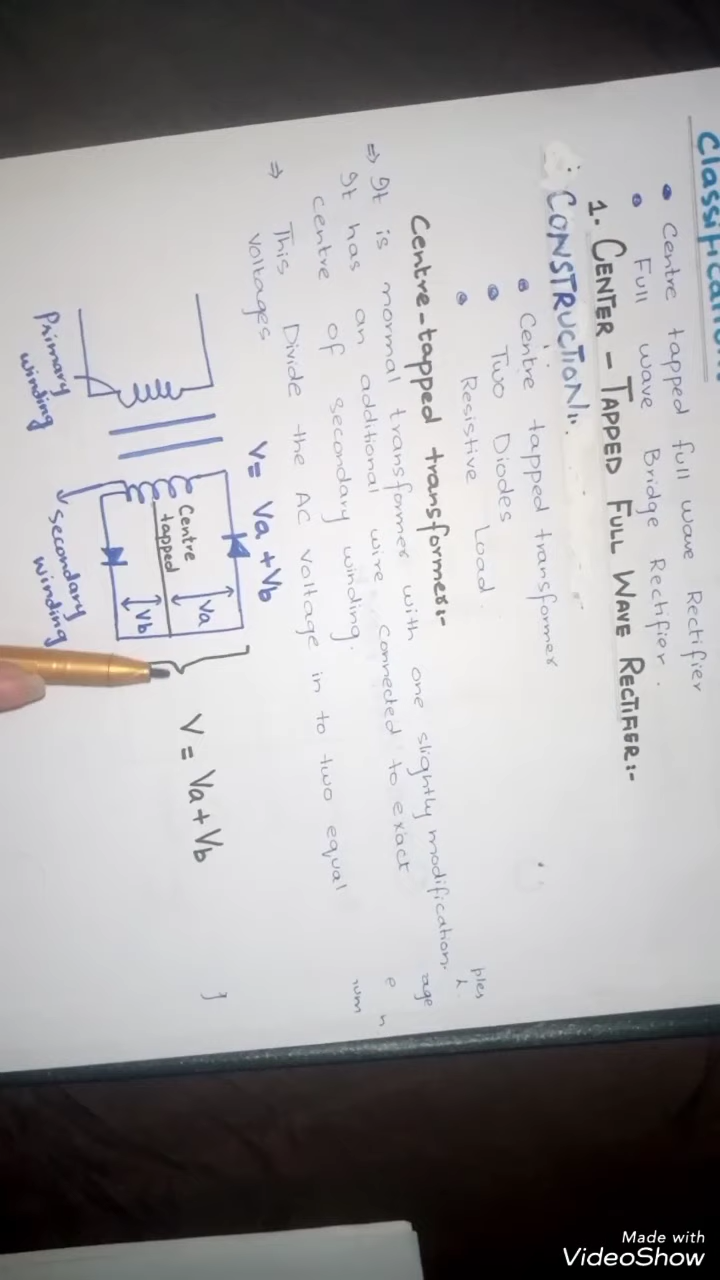 Classification
• Centre tapped full wave Rectifier
• Full wave Bridge Rectifier.
1. CENTER - TAPPED FULL WAVE RECTIFIER:-
CONSTRUCTION:
• Centre tapped transformer
• Two Diodes
• Resistive Load.
Centre-tapped transformer:-
⇒ It is normal transformer with one slightly modification.
It has an additional wire connected to exact
centre of secondary winding.
⇒ This Divide the AC voltage in to two equal
voltages
V = Va + Vb
Centre
tapped
Va
Vb
Primary
winding
Secondary
winding
V = Va + Vb
ples
age
e
n
num
Made with
VideoShow